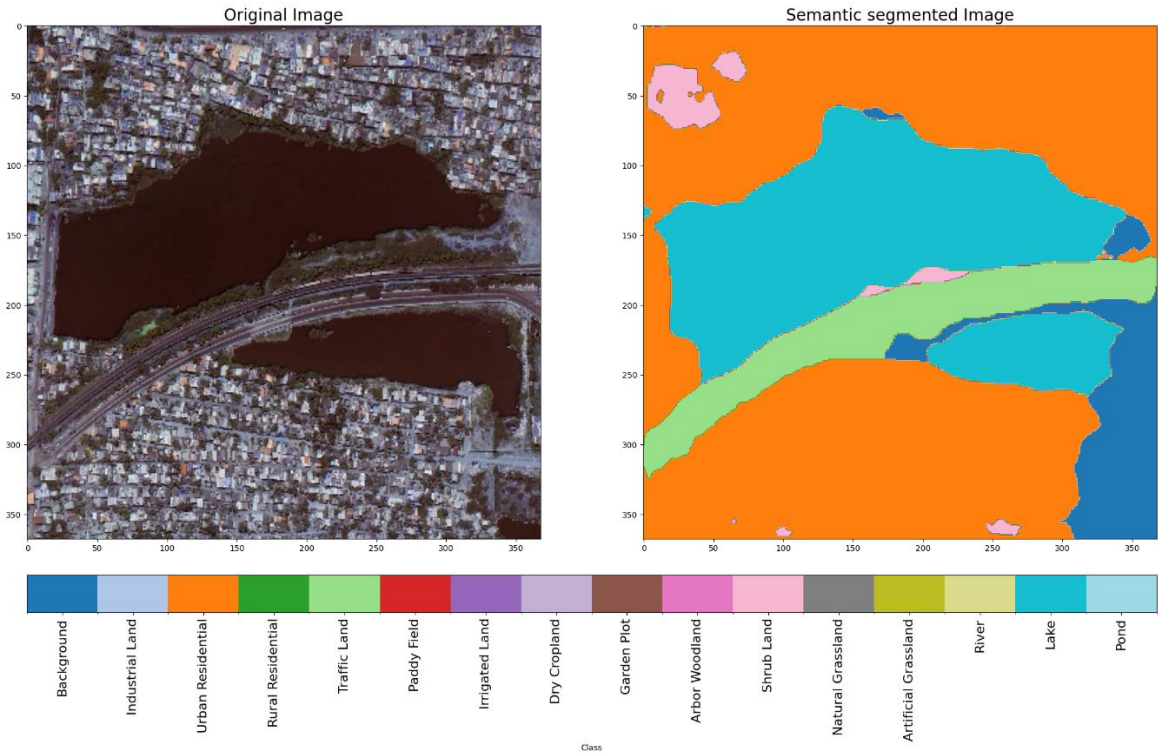 Original Image
Semantic segmented Image
0
50
100
150
200
250
300
350
0
50
100
150
200
250
300
350
0
50
100
150
200
250
300
350
0
50
100
150
200
250
300
350
Background
Industrial Land
Urban Residential
Rural Residential
Traffic Land
Paddy Field
Irrigated Land
Dry Cropland
Garden Plot
Arbor Woodland
Shrub Land
Natural Grassland
Artificial Grassland
River
Lake
Pond
Class